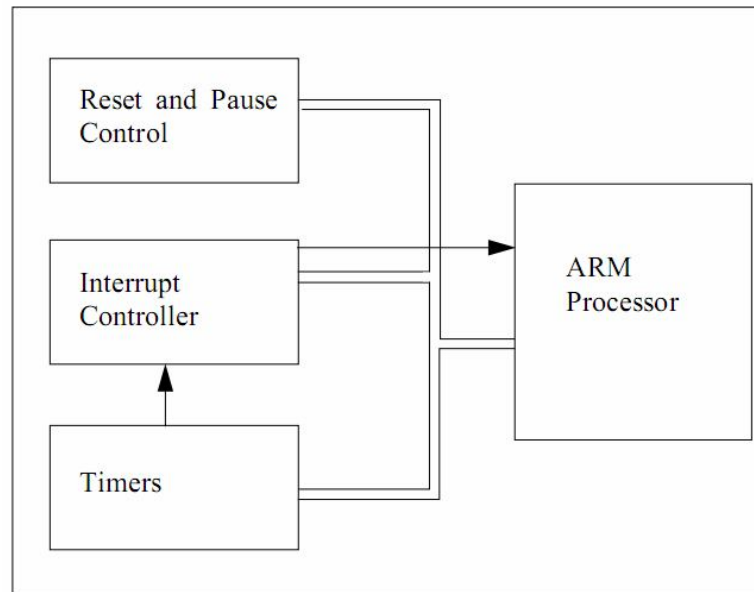 Reset and Pause
Control
Interrupt
Controller
Timers
ARM
Processor